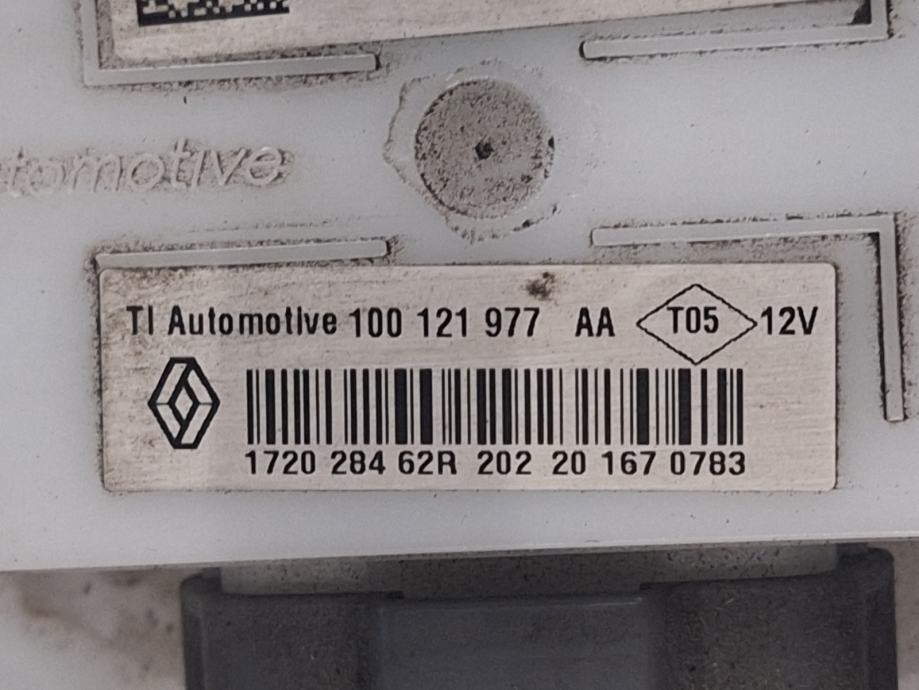 tomotive
TI Automotive 100 121 977 AA T05 12V
1720 284 62R 202 20 167 0783